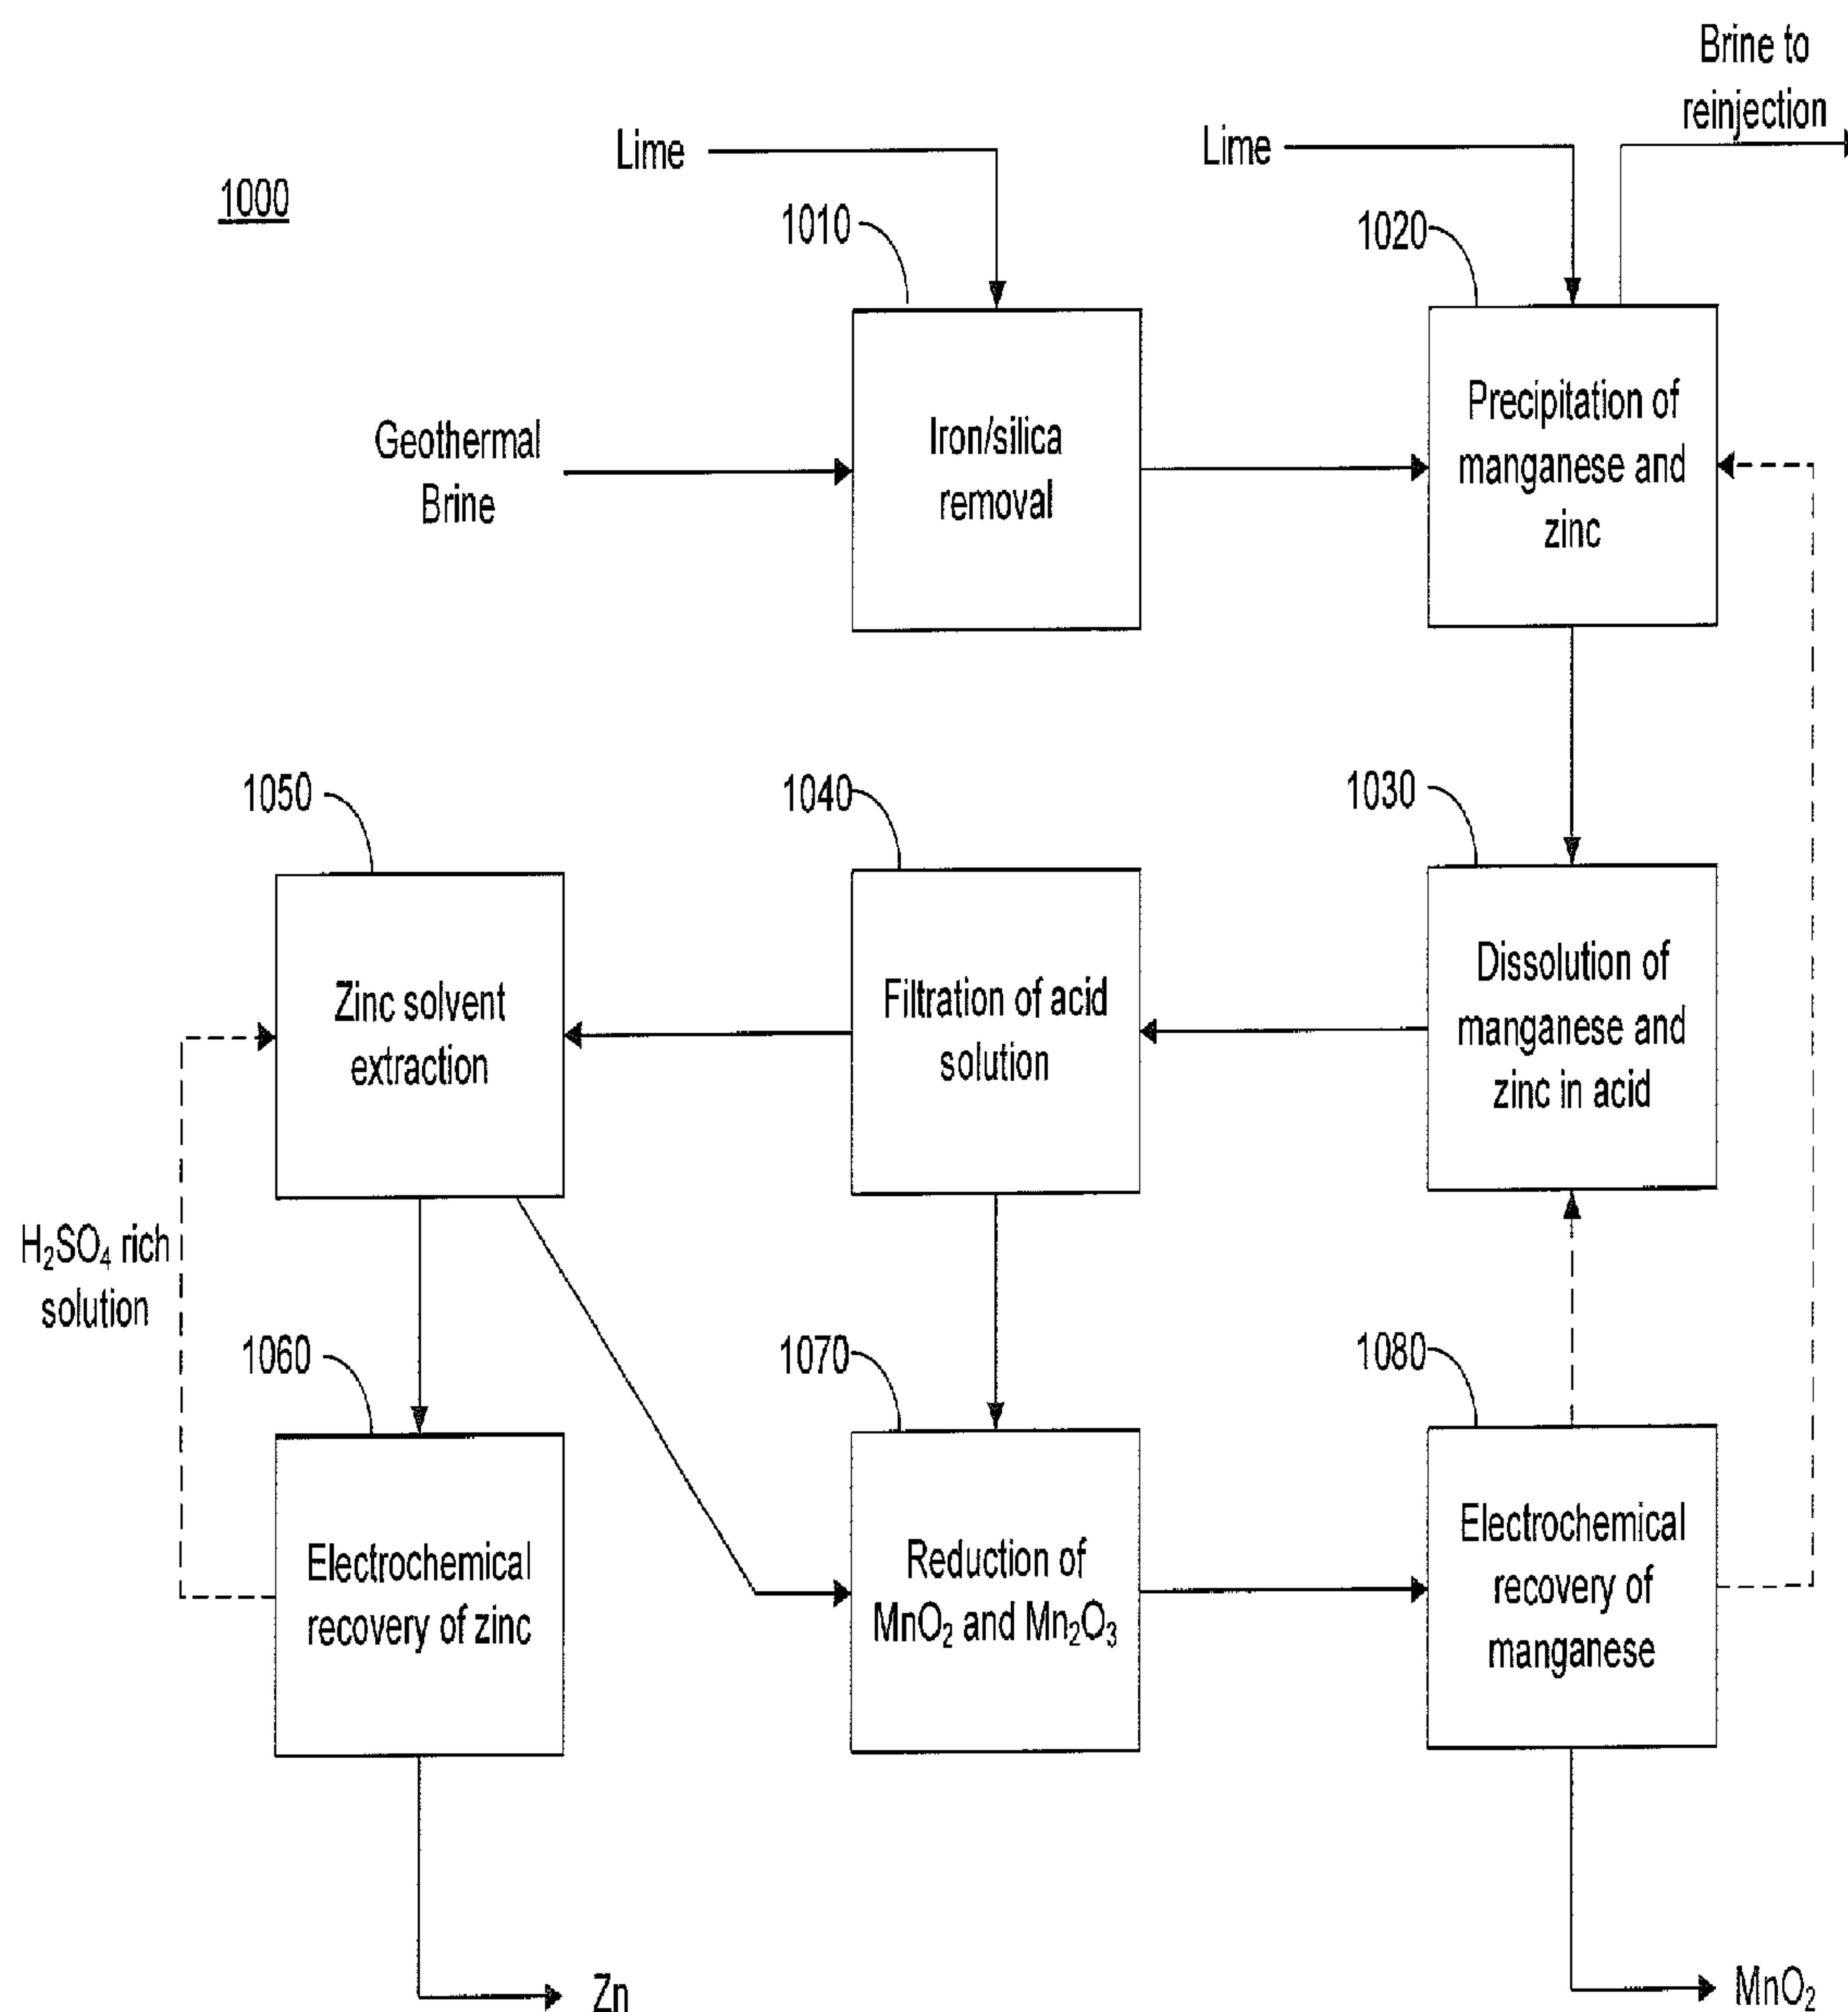 Brine to
reinjection
Lime
Lime
1000
1010
1020
Geothermal
Brine
Iron/silica
removal
Precipitation of
manganese and
zinc
1050
1040
1030
Zinc solvent
extraction
Filtration of acid
solution
Dissolution of
manganese and
zinc in acid
H₂SO₄ rich
solution
1060
1070
1080
Electrochemical
recovery of zinc
Reduction of
MnO₂ and Mn₂O₃
Electrochemical
recovery of
manganese
Zn
MnO₂